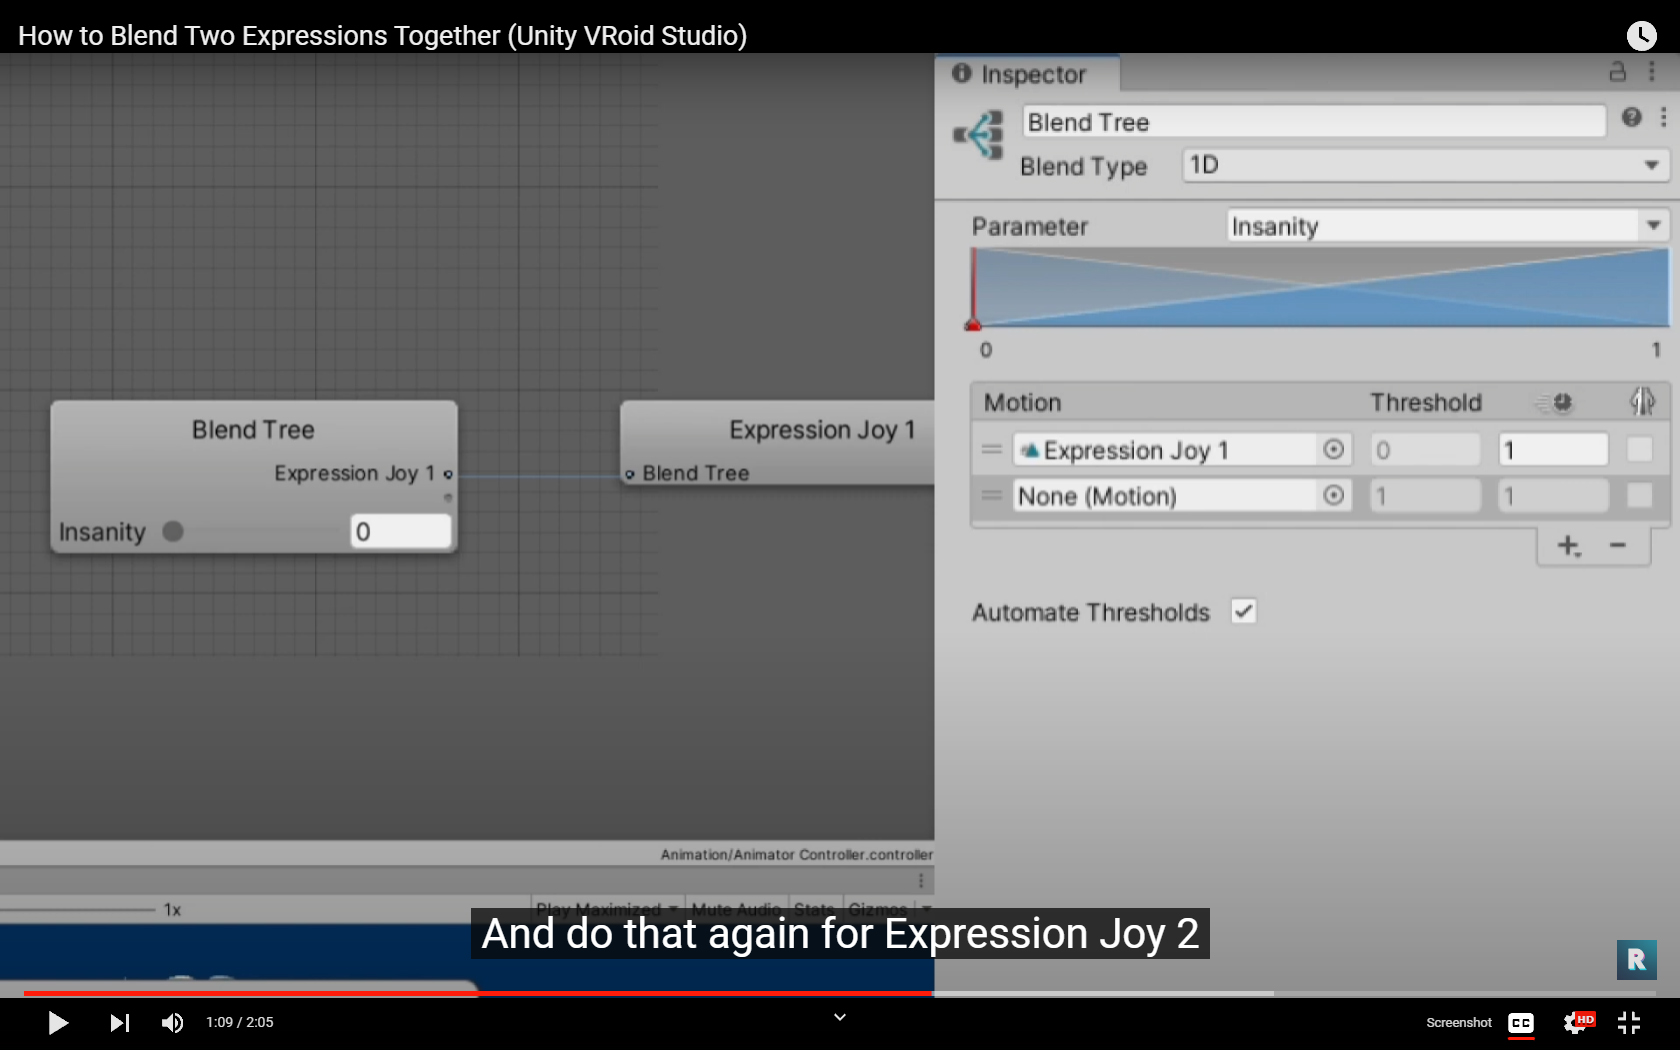 How to Blend Two Expressions Together (Unity VRoid Studio)
Inspector
Blend Tree
Blend Type 1D
Parameter Insanity
0 1
Motion Threshold
Expression Joy 1 0 1
None (Motion) 1 1
+ −
Automate Thresholds
Blend Tree
Expression Joy 1
Insanity 0
Expression Joy 1
Blend Tree
Animation/Animator Controller.controller
1x Play Maximized Mute Audio Stats Gizmos
And do that again for Expression Joy 2
R
1:09 / 2:05 Screenshot CC HD